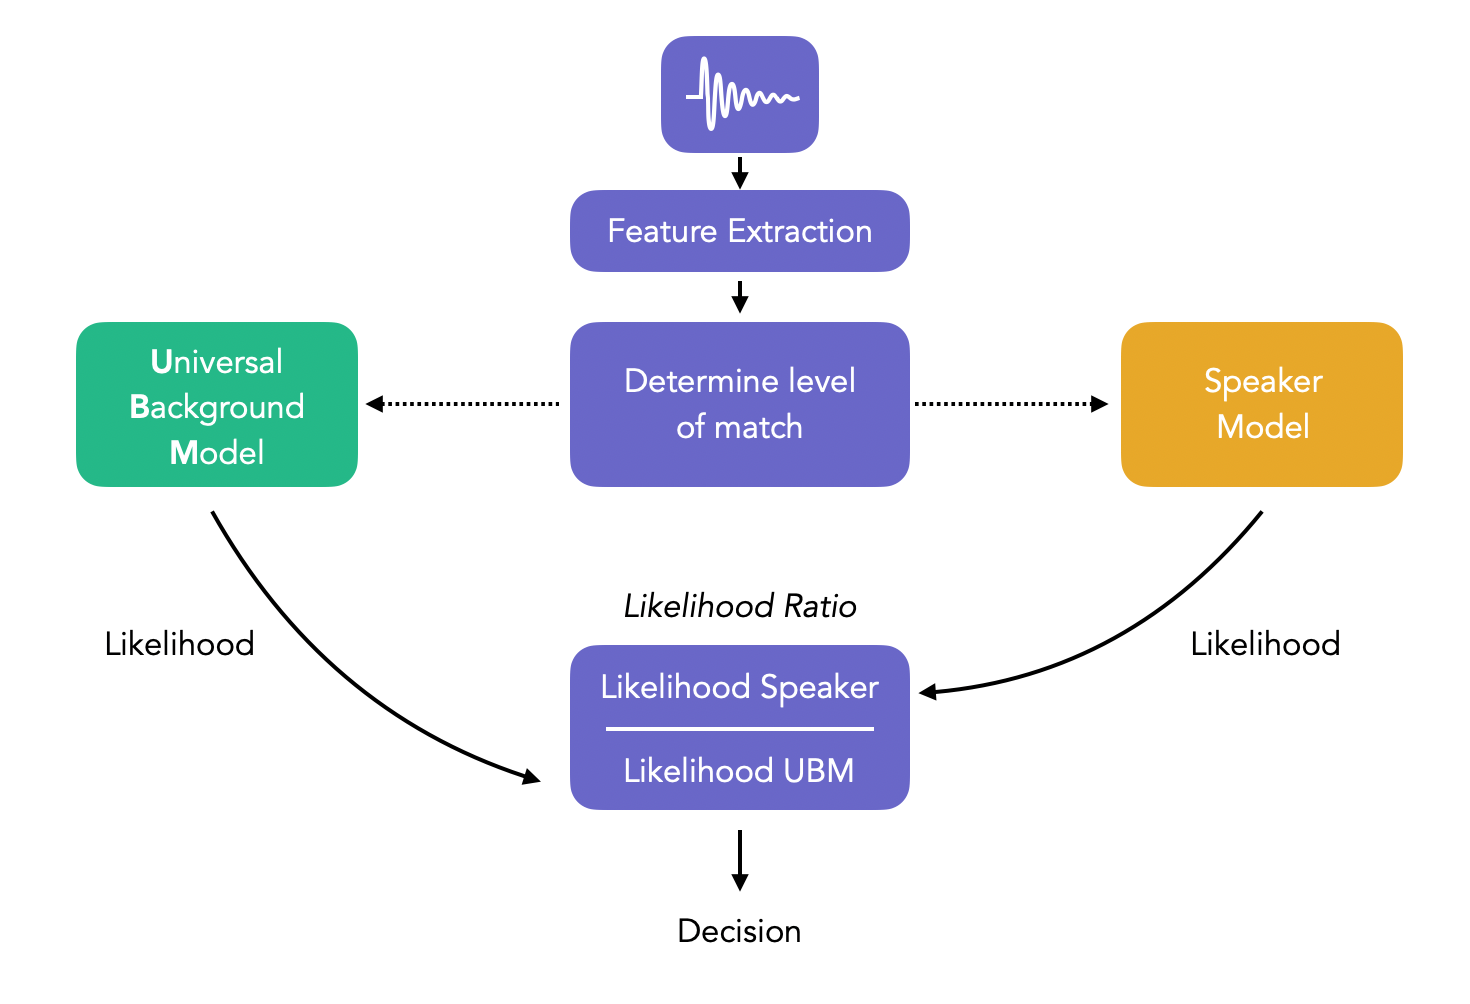 Feature Extraction
Universal
Background
Model
Determine level
of match
Speaker
Model
Likelihood
Likelihood Ratio
Likelihood Speaker
Likelihood UBM
Likelihood
Decision